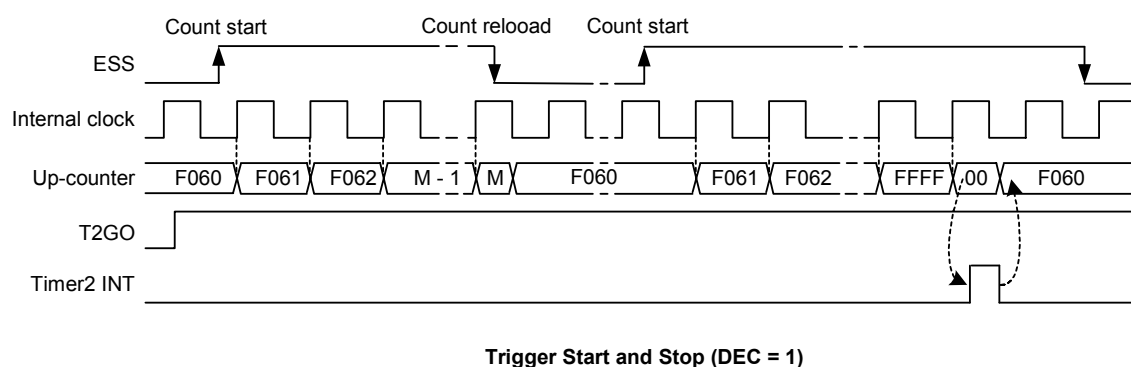 Count start Count relooad Count start
ESS
Internal clock
Up-counter F060 F061 F062 M - 1 M F060 F061 F062 FFFF 00 F060
T2GO
Timer2 INT
Trigger Start and Stop (DEC = 1)